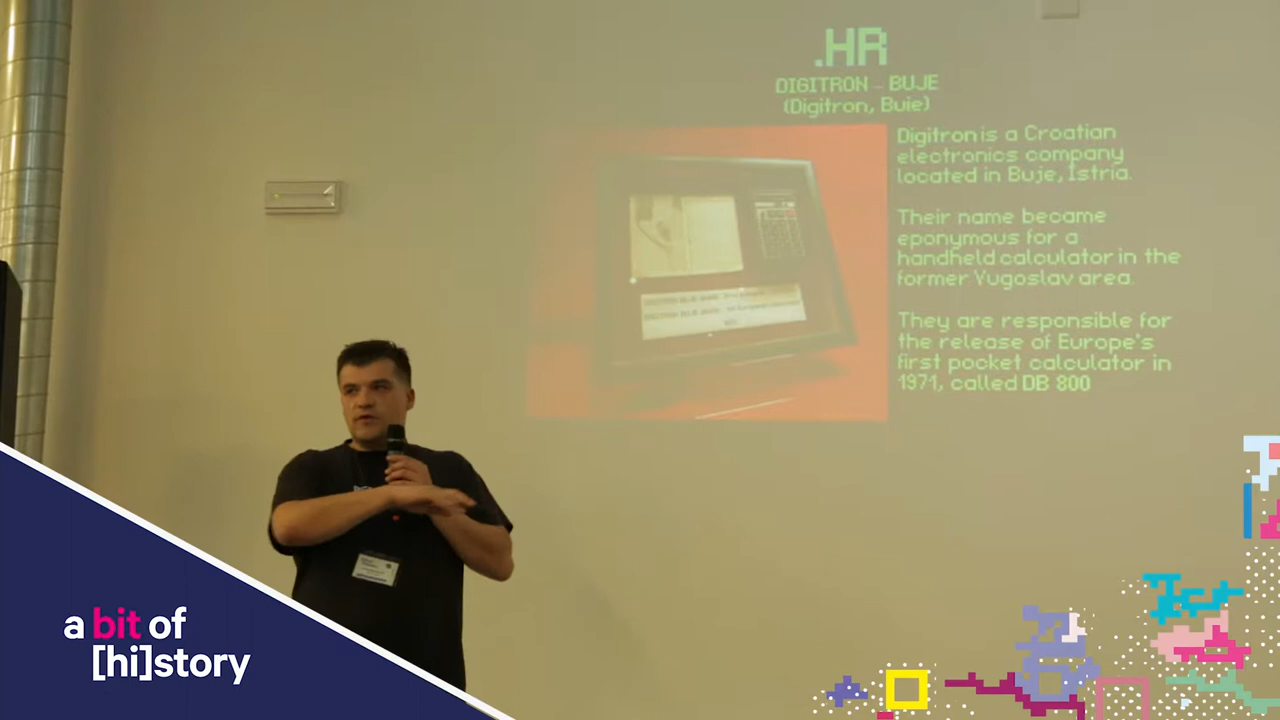 .HR
DIGITRON - BUJE
(Digitron, Buie)
Digitron is a Croatian
electronics company
located in Buje, Istria.
Their name became
eponymous for a
handheld calculator in the
former Yugoslav area.
They are responsible for
the release of Europe's
first pocket calculator in
1971, called DB 800
a bit of
[hi]story